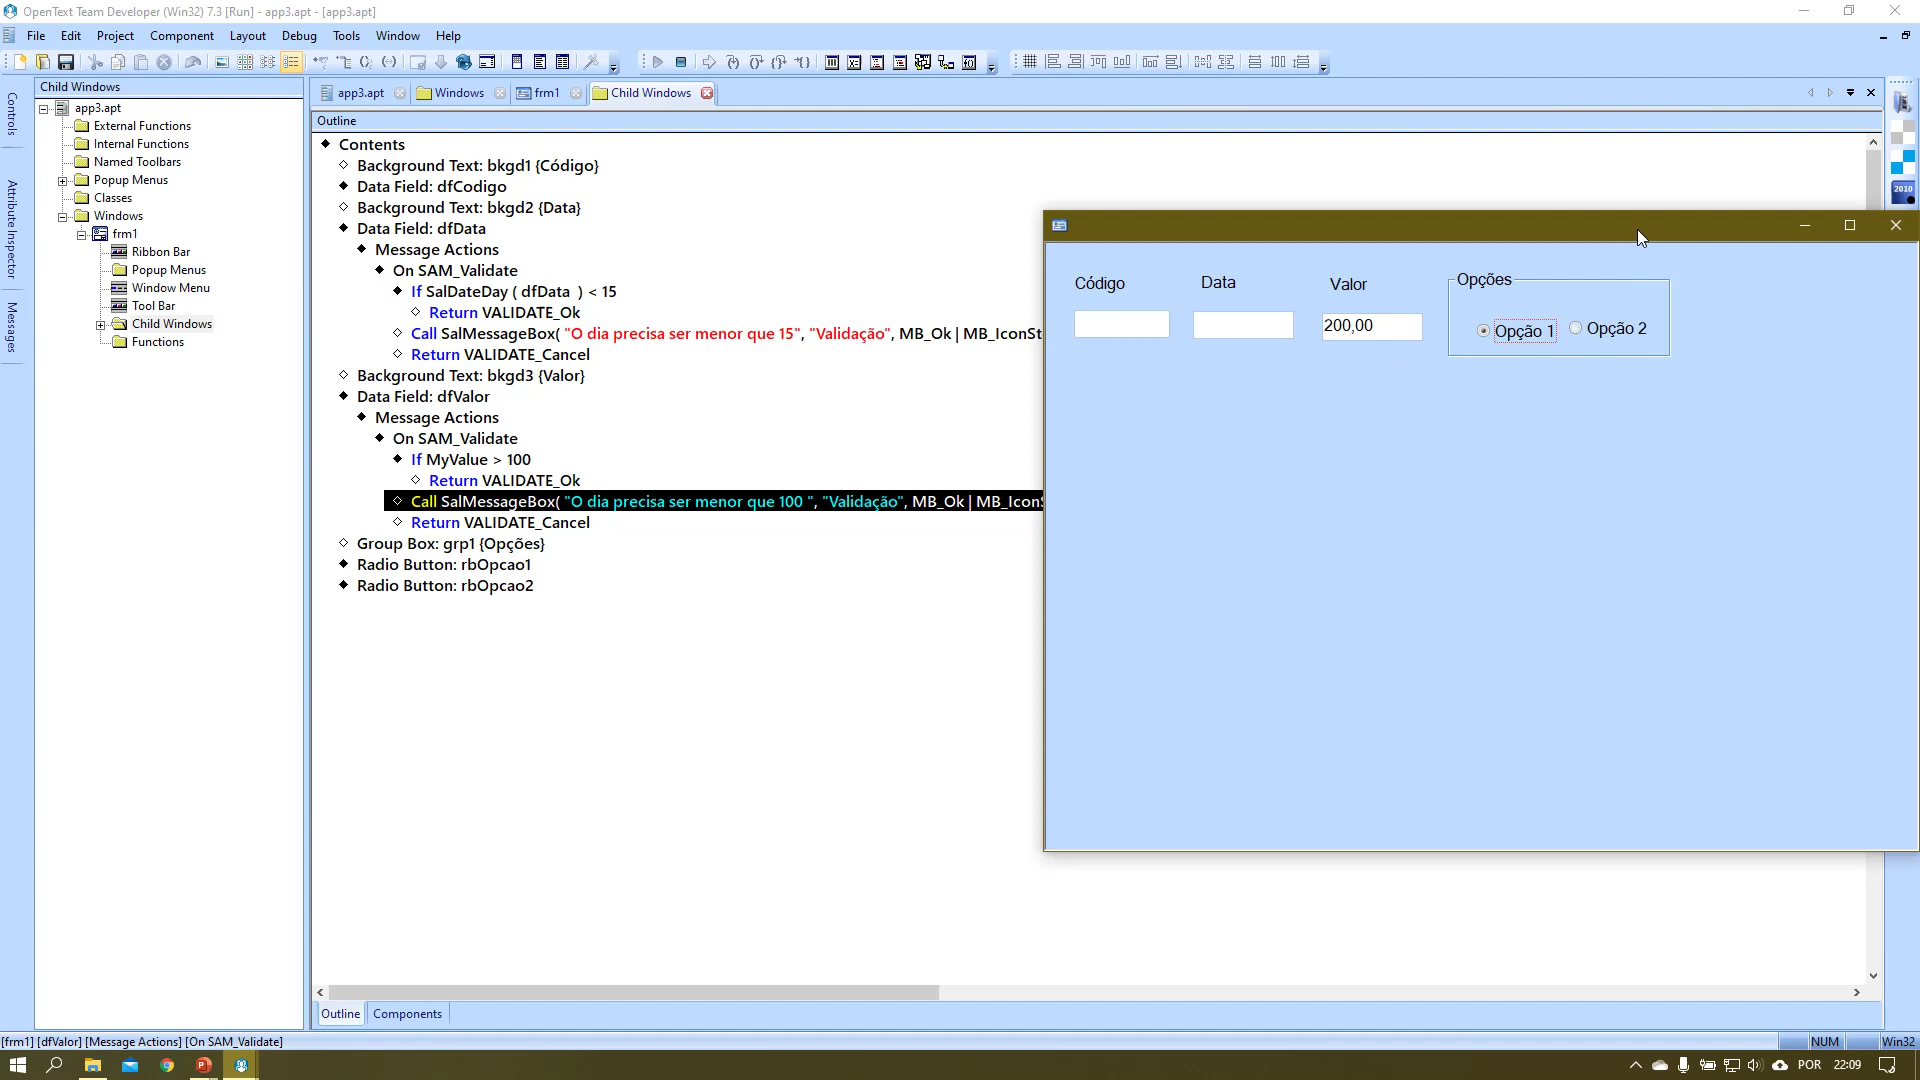 OpenText Team Developer (Win32) 7.3 [Run] - app3.apt - [app3.apt]
File Edit Project Component Layout Debug Tools Window Help
Child Windows
app3.apt
External Functions
Internal Functions
Named Toolbars
Popup Menus
Classes
Windows
frm1
Ribbon Bar
Popup Menus
Window Menu
Tool Bar
Child Windows
Functions
Controls
Attribute Inspector
Messages
app3.apt Windows frm1 Child Windows
Outline
Contents
Background Text: bkgd1 {Código}
Data Field: dfCodigo
Background Text: bkgd2 {Data}
Data Field: dfData
Message Actions
On SAM_Validate
If SalDateDay ( dfData ) < 15
Return VALIDATE_Ok
Call SalMessageBox( "O dia precisa ser menor que 15", "Validação", MB_Ok | MB_IconSt
Return VALIDATE_Cancel
Background Text: bkgd3 {Valor}
Data Field: dfValor
Message Actions
On SAM_Validate
If MyValue > 100
Return VALIDATE_Ok
Call SalMessageBox( "O dia precisa ser menor que 100 ", "Validação", MB_Ok | MB_IconS
Return VALIDATE_Cancel
Group Box: grp1 {Opções}
Radio Button: rbOpcao1
Radio Button: rbOpcao2
Código Data Valor Opções
200,00 Opção 1 Opção 2
2010
Outline Components
[frm1] [dfValor] [Message Actions] [On SAM_Validate]
NUM Win32
POR 22:09